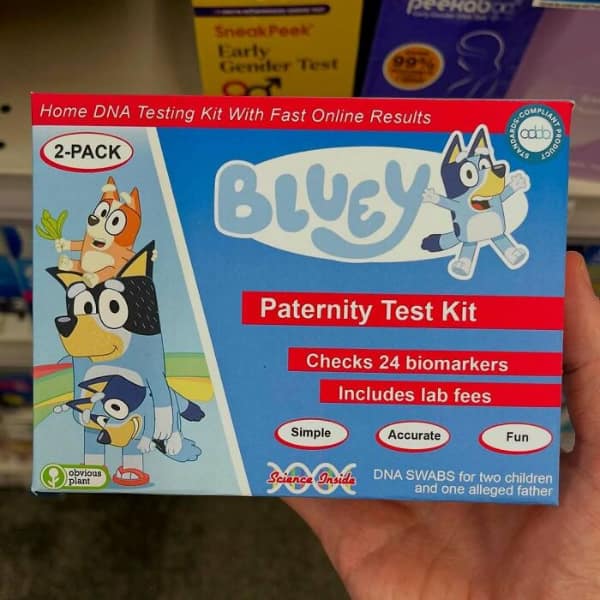 SneakPeek
Early
Gender Test
peekaboo
99%
Home DNA Testing Kit With Fast Online Results
2-PACK
STANDARDS-COMPLIANT PRODUCT
BLUEY
Paternity Test Kit
Checks 24 biomarkers
Includes lab fees
Simple
Accurate
Fun
obvious
plant
Science Inside
DNA SWABS for two children
and one alleged father